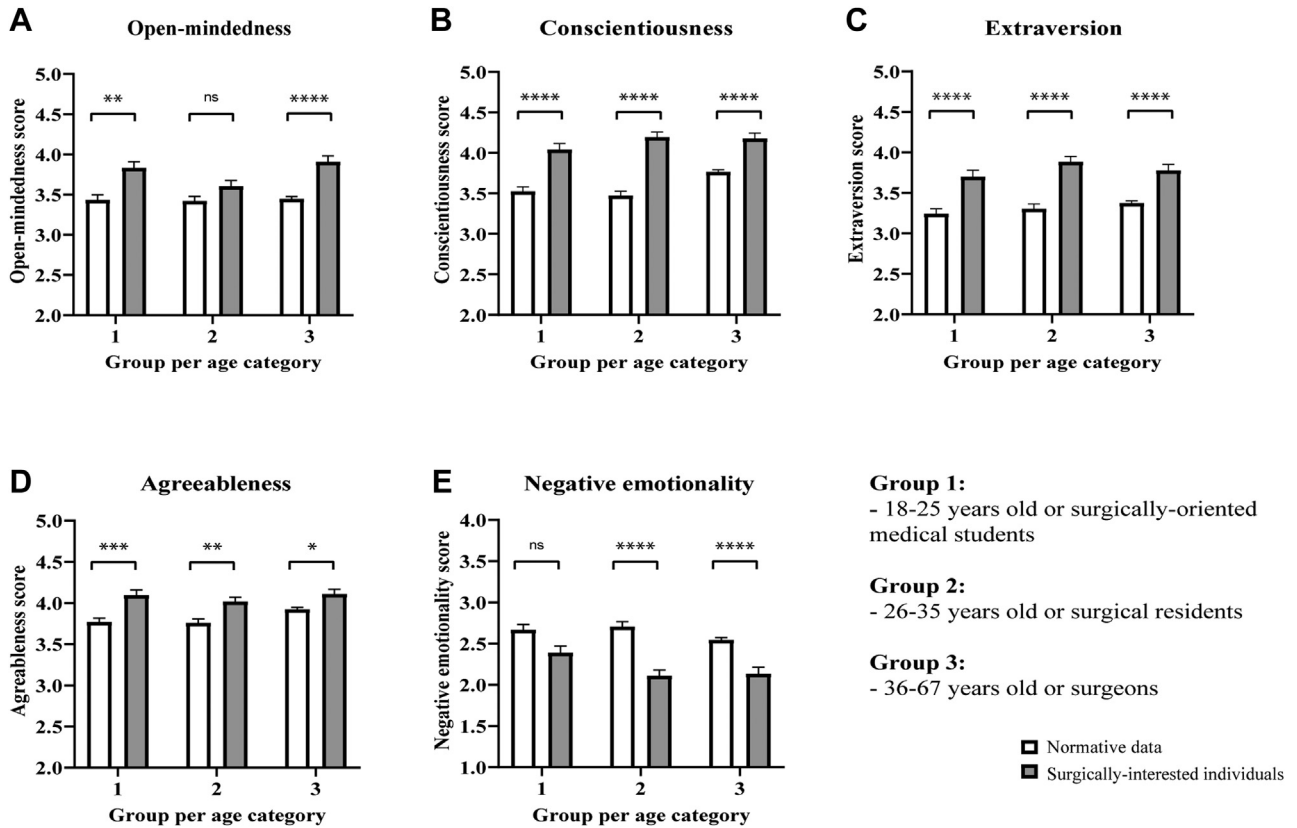 A
Open-mindedness
Open-mindedness score
5.0
4.5
4.0
3.5
3.0
2.5
2.0
**
ns
****
1
2
3
Group per age category
B
Conscientiousness
Conscientiousness score
5.0
4.5
4.0
3.5
3.0
2.5
2.0
****
****
****
1
2
3
Group per age category
C
Extraversion
Extraversion score
5.0
4.5
4.0
3.5
3.0
2.5
2.0
****
****
****
1
2
3
Group per age category
D
Agreeableness
Agreableness score
5.0
4.5
4.0
3.5
3.0
2.5
2.0
***
**
*
1
2
3
Group per age category
E
Negative emotionality
Negative emotionality score
4.0
3.5
3.0
2.5
2.0
1.5
1.0
ns
****
****
1
2
3
Group per age category
Group 1:
- 18-25 years old or surgically-oriented
medical students
Group 2:
- 26-35 years old or surgical residents
Group 3:
- 36-67 years old or surgeons
Normative data
Surgically-interested individuals